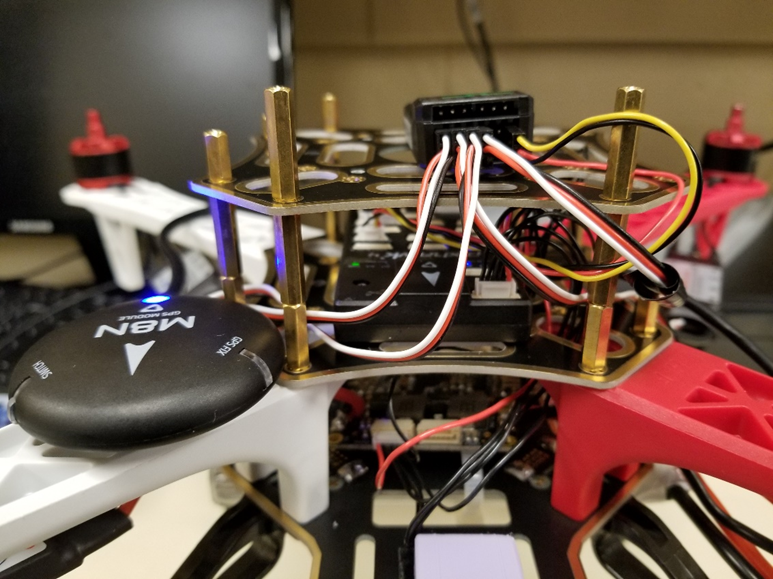 M8N
GPS MODULE
GPS FIX
SWITCH